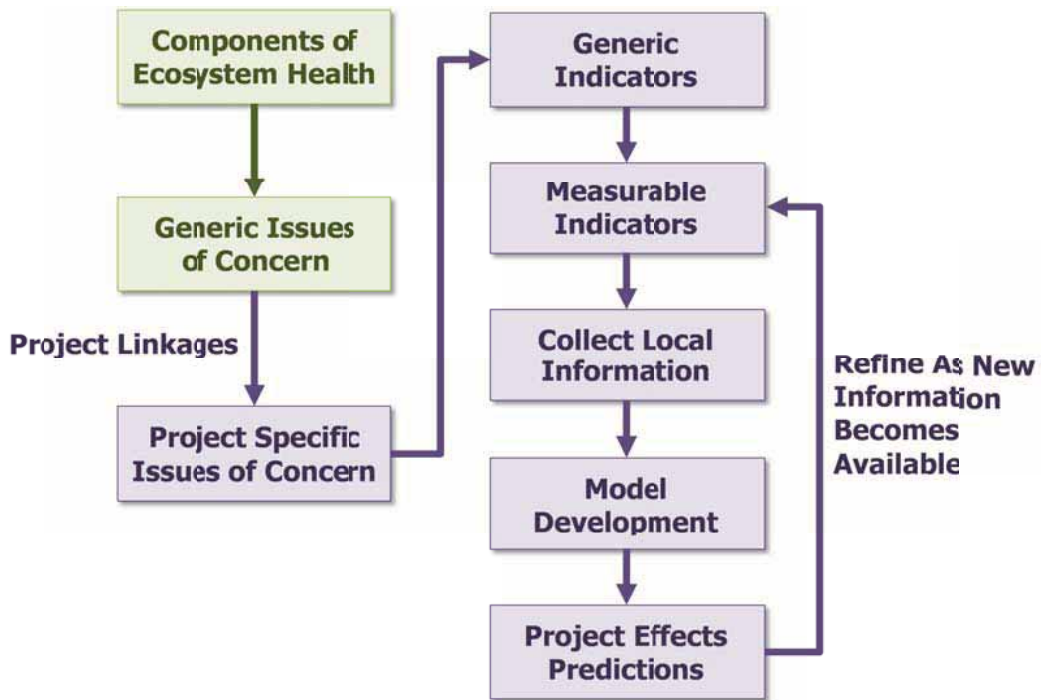 Components of
Ecosystem Health
Generic Issues
of Concern
Project Linkages
Project Specific
Issues of Concern
Generic
Indicators
Measurable
Indicators
Collect Local
Information
Model
Development
Project Effects
Predictions
Refine As New
Information
Becomes
Available